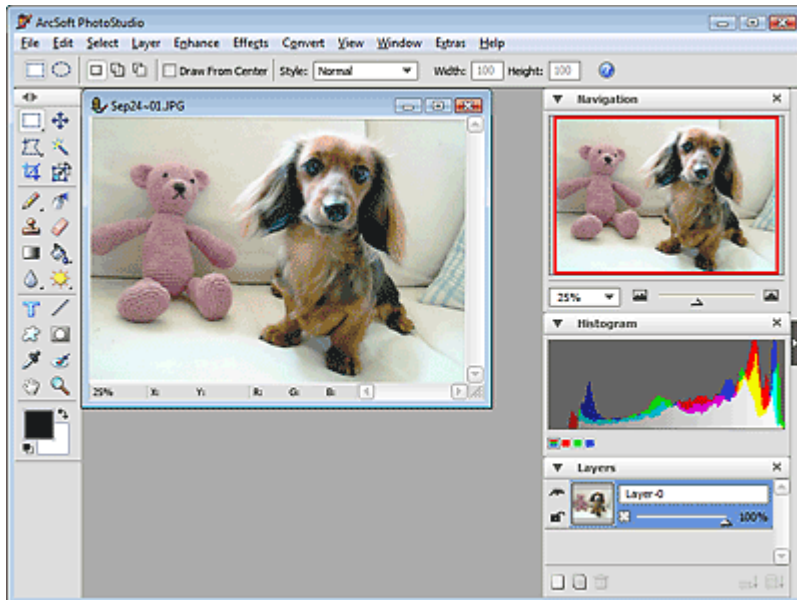 ArcSoft PhotoStudio
File Edit Select Layer Enhance Effects Convert View Window Extras Help
Draw From Center Style: Normal Width: 100 Height: 100
Sep24~01.JPG
Navigation
25%
Histogram
25% X: Y: R: G: B:
Layers
Layer-0
100%